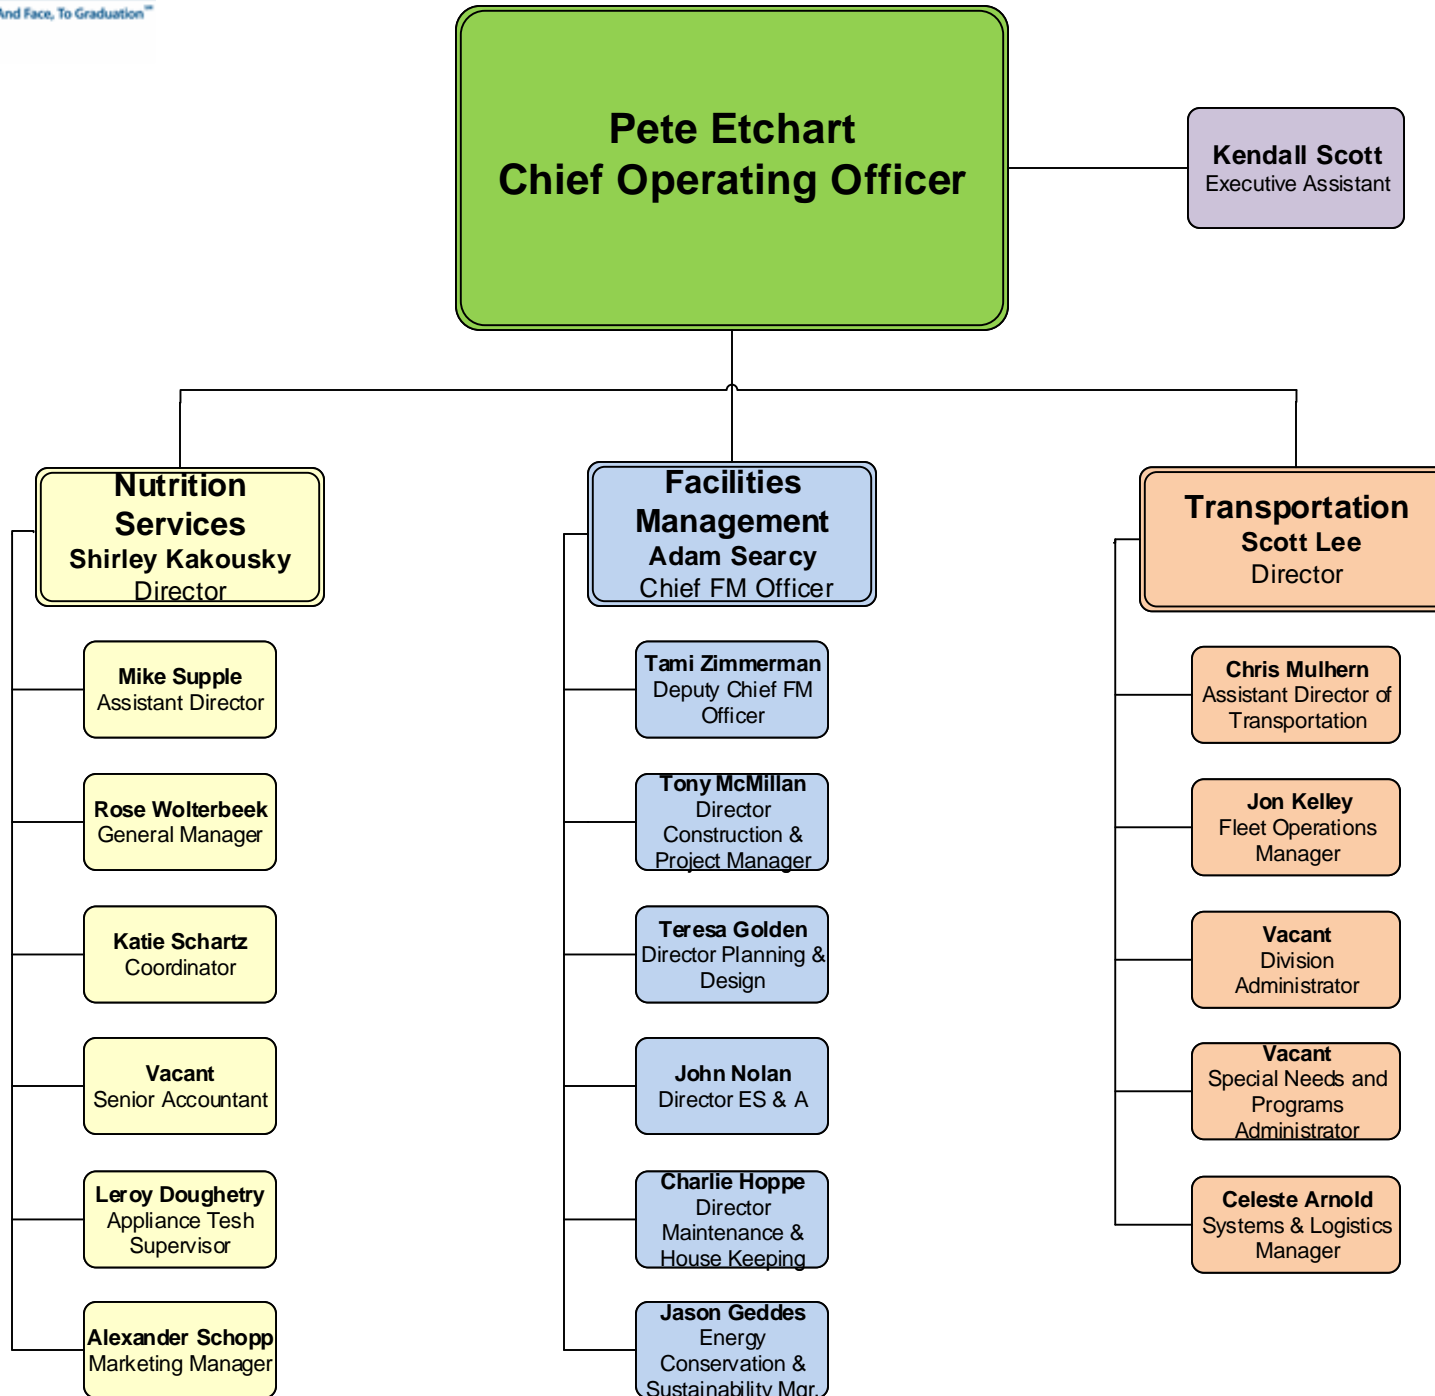 And Face, To Graduation℠
Pete Etchart
Chief Operating Officer
Kendall Scott
Executive Assistant
Nutrition
Services
Shirley Kakousky
Director
Mike Supple
Assistant Director
Rose Wolterbeek
General Manager
Katie Schartz
Coordinator
Vacant
Senior Accountant
Leroy Doughetry
Appliance Tesh
Supervisor
Alexander Schopp
Marketing Manager
Facilities
Management
Adam Searcy
Chief FM Officer
Tami Zimmerman
Deputy Chief FM
Officer
Tony McMillan
Director
Construction &
Project Manager
Teresa Golden
Director Planning &
Design
John Nolan
Director ES & A
Charlie Hoppe
Director
Maintenance &
House Keeping
Jason Geddes
Energy
Conservation &
Sustainability Mgr.
Transportation
Scott Lee
Director
Chris Mulhern
Assistant Director of
Transportation
Jon Kelley
Fleet Operations
Manager
Vacant
Division
Administrator
Vacant
Special Needs and
Programs
Administrator
Celeste Arnold
Systems & Logistics
Manager